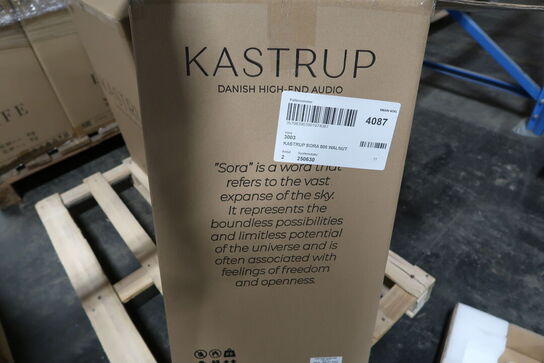 KASTRUP
DANISH HIGH-END AUDIO
4087
3003
KASTRUP SORA 800 WALNUT
2 250630
"Sora" is a word that
refers to the vast
expanse of the sky.
It represents the
boundless possibilities
and limitless potential
of the universe and is
often associated with
feelings of freedom
and openness.
FE